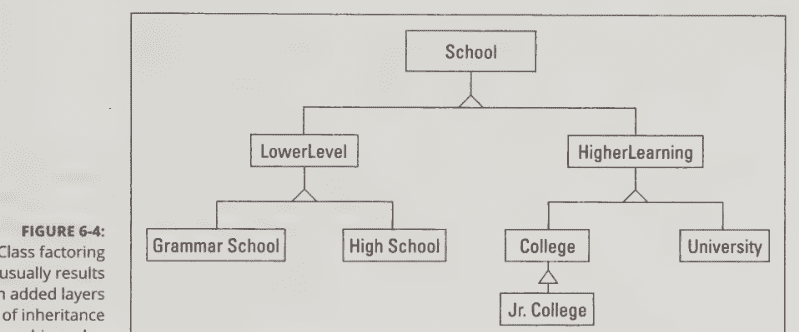 School
LowerLevel
HigherLearning
Grammar School
High School
College
University
Jr. College
FIGURE 6-4:
Class factoring
usually results
added layers
of inheritance